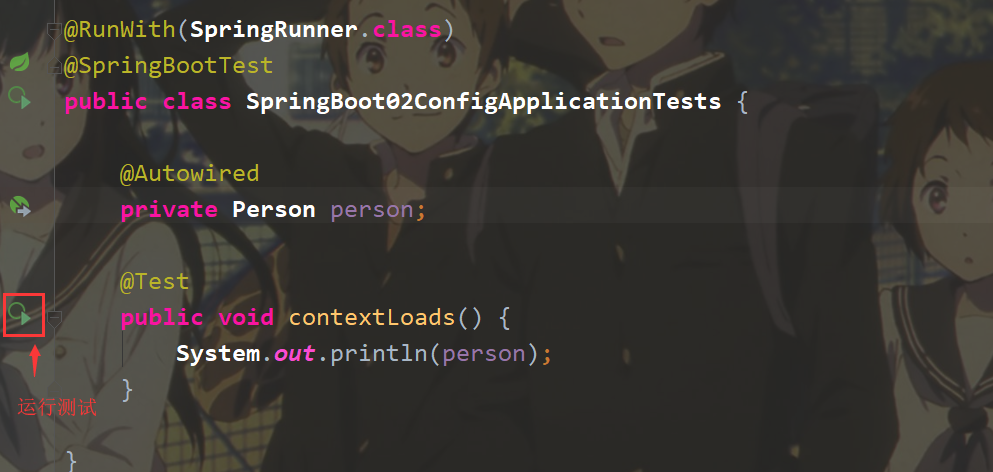 @RunWith(SpringRunner.class)
@SpringBootTest
public class SpringBoot02ConfigApplicationTests {
@Autowired
private Person person;
@Test
public void contextLoads() {
System.out.println(person);
}
运行测试
}